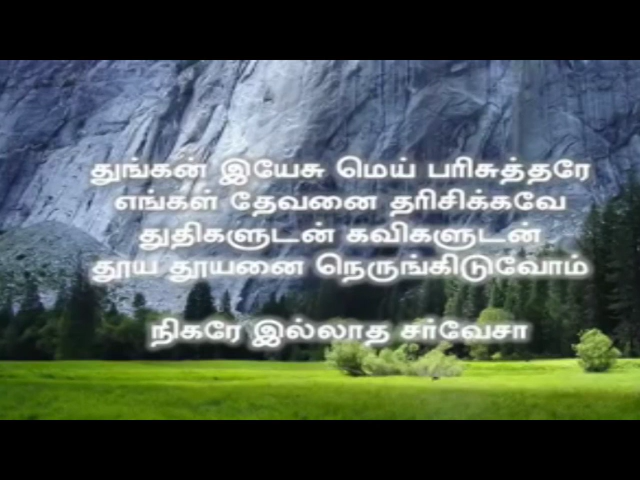 துங்கன் இயேசு மெய் பரிசுத்தரே
எங்கள் தேவனை தரிசிக்கவே
துதிகளுடன் கவிகளுடன்
தூய தூயனை நெருங்கிடுவோம்
நிகரே இல்லாத சர்வேசா